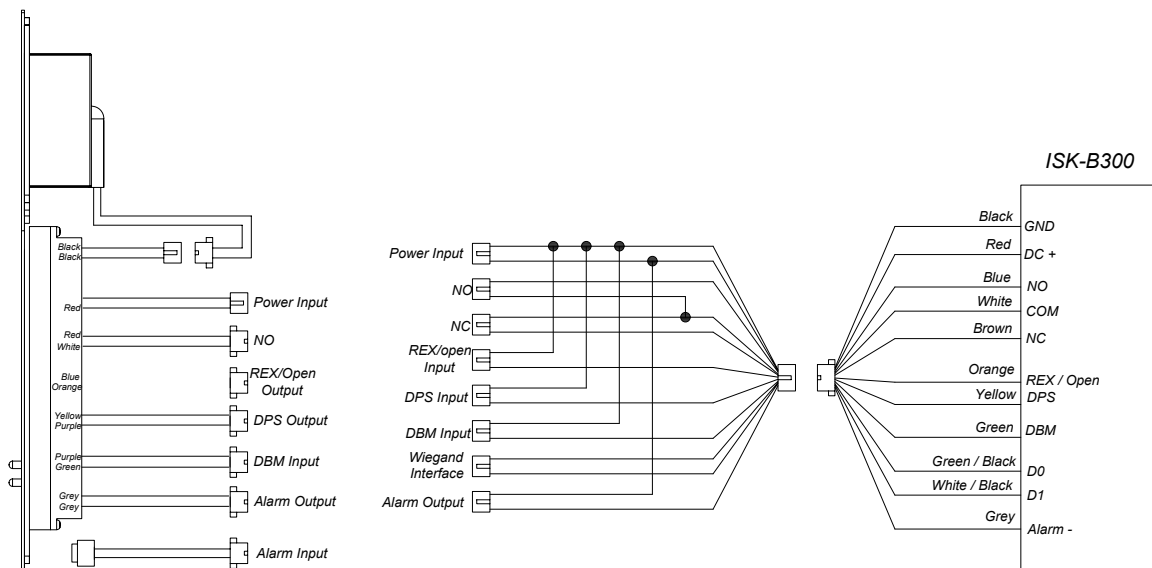 ISK-B300
Black
Black
Red
Red
White
Blue
Orange
Yellow
Purple
Purple
Green
Grey
Grey
Power Input
NO
REX/Open
Output
DPS Output
DBM Input
Alarm Output
Alarm Input
Power Input
NO
NC
REX/open
Input
DPS Input
DBM Input
Wiegand
Interface
Alarm Output
Black
Red
Blue
White
Brown
Orange
Yellow
Green
Green / Black
White / Black
Grey
GND
DC +
NO
COM
NC
REX / Open
DPS
DBM
D0
D1
Alarm -